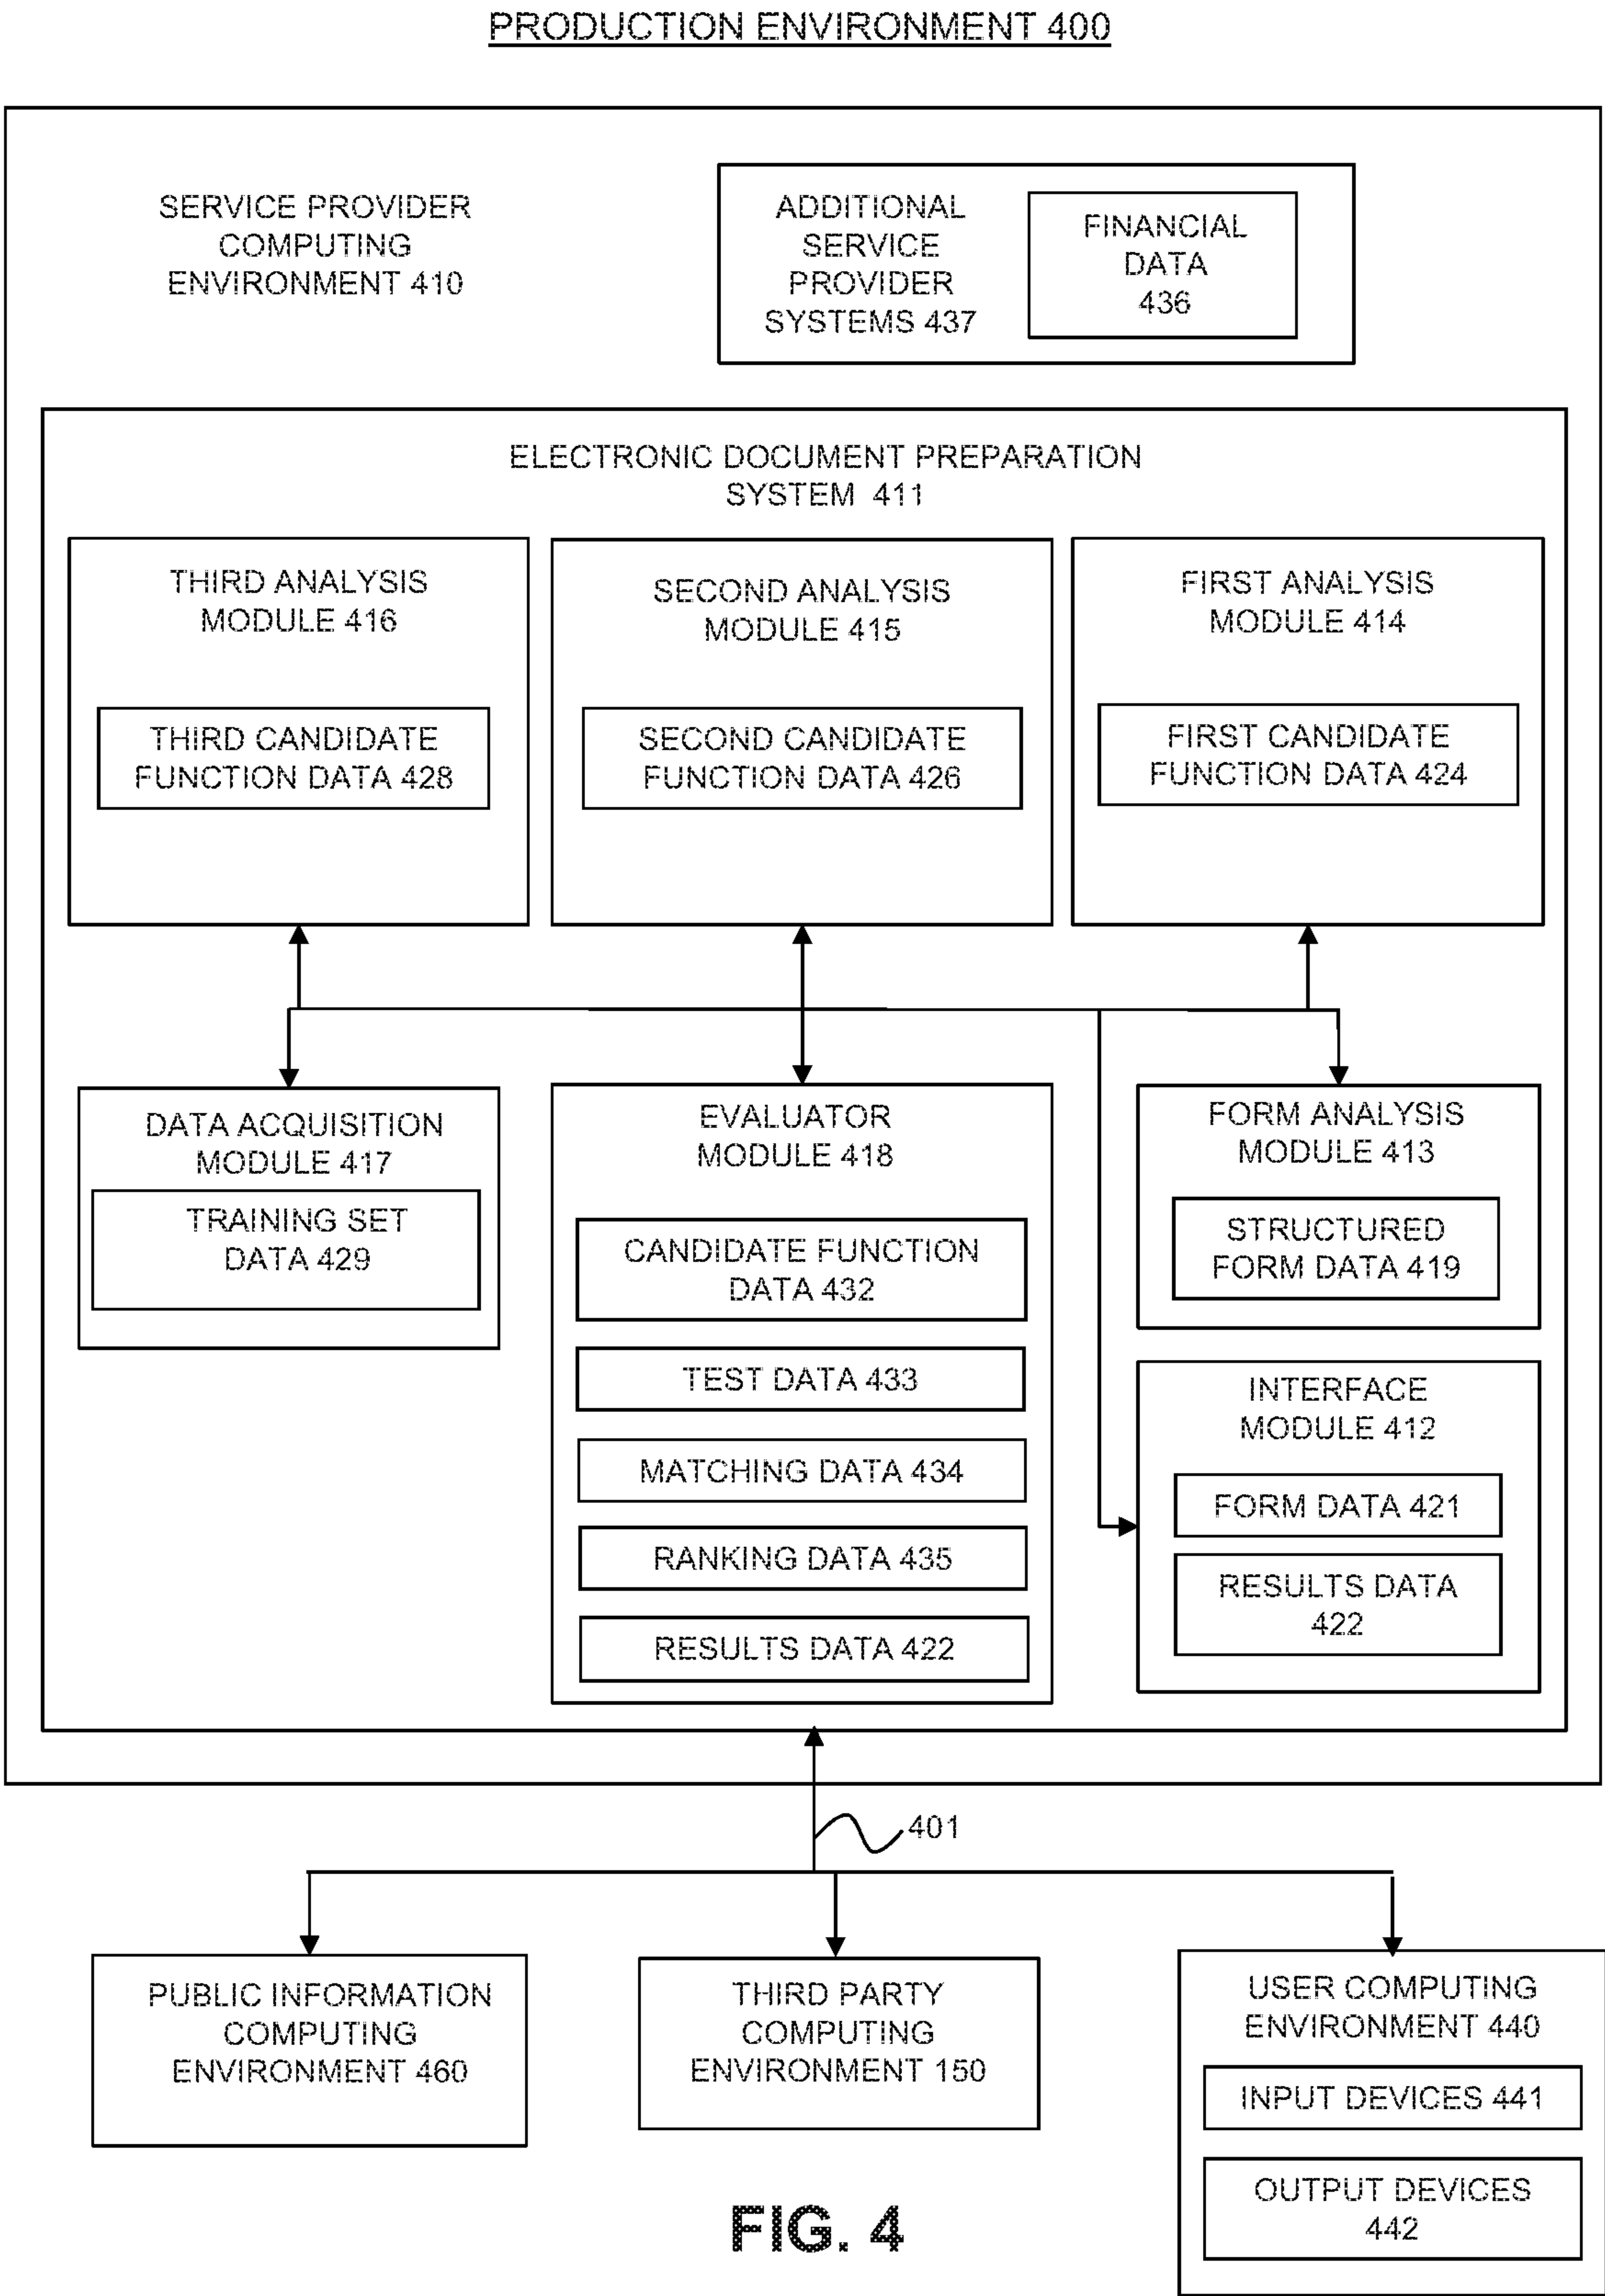 PRODUCTION ENVIRONMENT 400
SERVICE PROVIDER
COMPUTING
ENVIRONMENT 410
ADDITIONAL
SERVICE
PROVIDER
SYSTEMS 437
FINANCIAL
DATA
436
ELECTRONIC DOCUMENT PREPARATION
SYSTEM 411
THIRD ANALYSIS
MODULE 416
THIRD CANDIDATE
FUNCTION DATA 428
SECOND ANALYSIS
MODULE 415
SECOND CANDIDATE
FUNCTION DATA 426
FIRST ANALYSIS
MODULE 414
FIRST CANDIDATE
FUNCTION DATA 424
DATA ACQUISITION
MODULE 417
TRAINING SET
DATA 429
EVALUATOR
MODULE 418
CANDIDATE FUNCTION
DATA 432
TEST DATA 433
MATCHING DATA 434
RANKING DATA 435
RESULTS DATA 422
FORM ANALYSIS
MODULE 413
STRUCTURED
FORM DATA 419
INTERFACE
MODULE 412
FORM DATA 421
RESULTS DATA
422
401
PUBLIC INFORMATION
COMPUTING
ENVIRONMENT 460
THIRD PARTY
COMPUTING
ENVIRONMENT 150
USER COMPUTING
ENVIRONMENT 440
INPUT DEVICES 441
OUTPUT DEVICES
442
FIG. 4